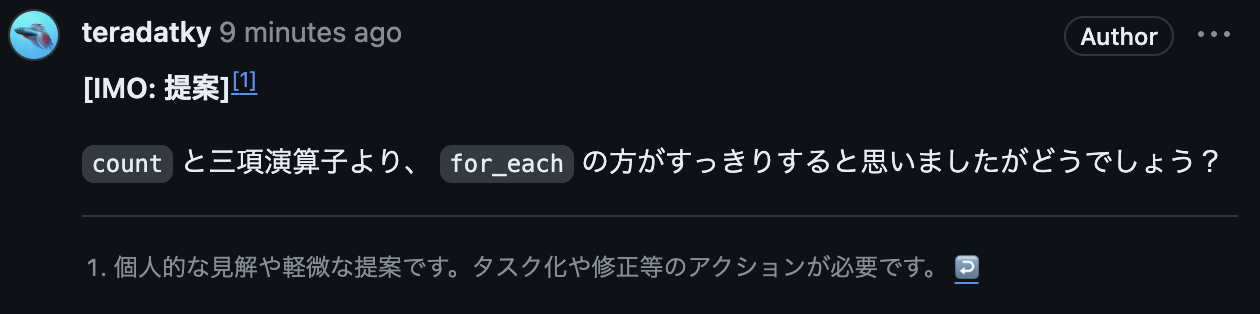 teradatky 9 minutes ago Author
[IMO: 提案][1]
count と三項演算子より、 for_each の方がすっきりすると思いましたがどうでしょう？
1. 個人的な見解や軽微な提案です。タスク化や修正等のアクションが必要です。